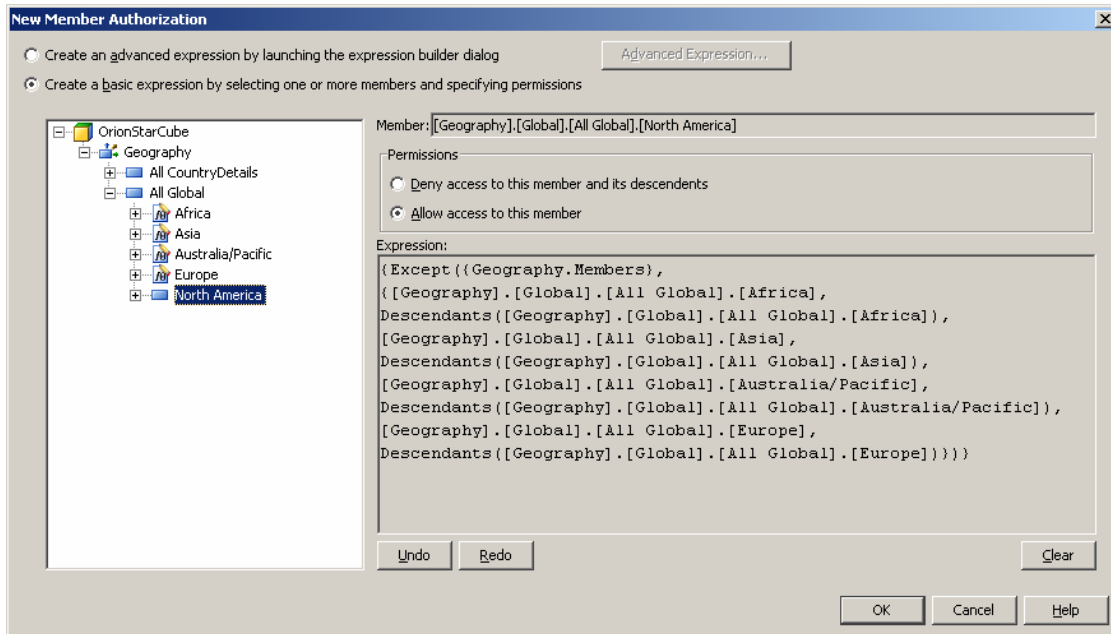 New Member Authorization
Create an advanced expression by launching the expression builder dialog
Advanced Expression...
Create a basic expression by selecting one or more members and specifying permissions
OrionStarCube
Geography
All CountryDetails
All Global
Africa
Asia
Australia/Pacific
Europe
North America
Member: [Geography].[Global].[All Global].[North America]
Permissions
Deny access to this member and its descendents
Allow access to this member
Expression:
{Except({Geography.Members},
{[Geography].[Global].[All Global].[Africa],
Descendants([Geography].[Global].[All Global].[Africa]),
[Geography].[Global].[All Global].[Asia],
Descendants([Geography].[Global].[All Global].[Asia]),
[Geography].[Global].[All Global].[Australia/Pacific],
Descendants([Geography].[Global].[All Global].[Australia/Pacific]),
[Geography].[Global].[All Global].[Europe],
Descendants([Geography].[Global].[All Global].[Europe])})}
Undo Redo Clear
OK Cancel Help